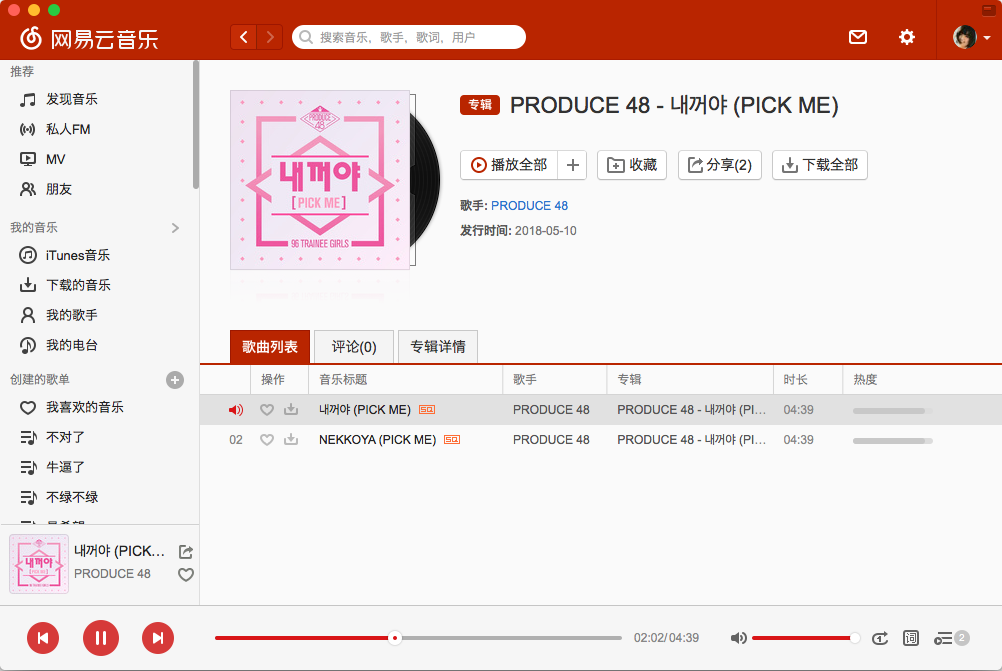 网易云音乐
搜索音乐，歌手，歌词，用户
推荐
发现音乐
私人FM
MV
朋友
我的音乐
iTunes音乐
下载的音乐
我的歌手
我的电台
创建的歌单
我喜欢的音乐
不对了
牛逼了
不绿不绿
PRODUCE 48
내꺼야
[PICK ME]
96 TRAINEE GIRLS
专辑 PRODUCE 48 - 내꺼야 (PICK ME)
播放全部 + 收藏 分享(2) 下载全部
歌手: PRODUCE 48
发行时间: 2018-05-10
歌曲列表 评论(0) 专辑详情
操作 音乐标题 歌手 专辑 时长 热度
내꺼야 (PICK ME) SQ PRODUCE 48 PRODUCE 48 - 내꺼야 (PI... 04:39
02 NEKKOYA (PICK ME) SQ PRODUCE 48 PRODUCE 48 - 내꺼야 (PI... 04:39
내꺼야
[PICK ME]
내꺼야 (PICK...
PRODUCE 48
02:02/04:39
1
词
2